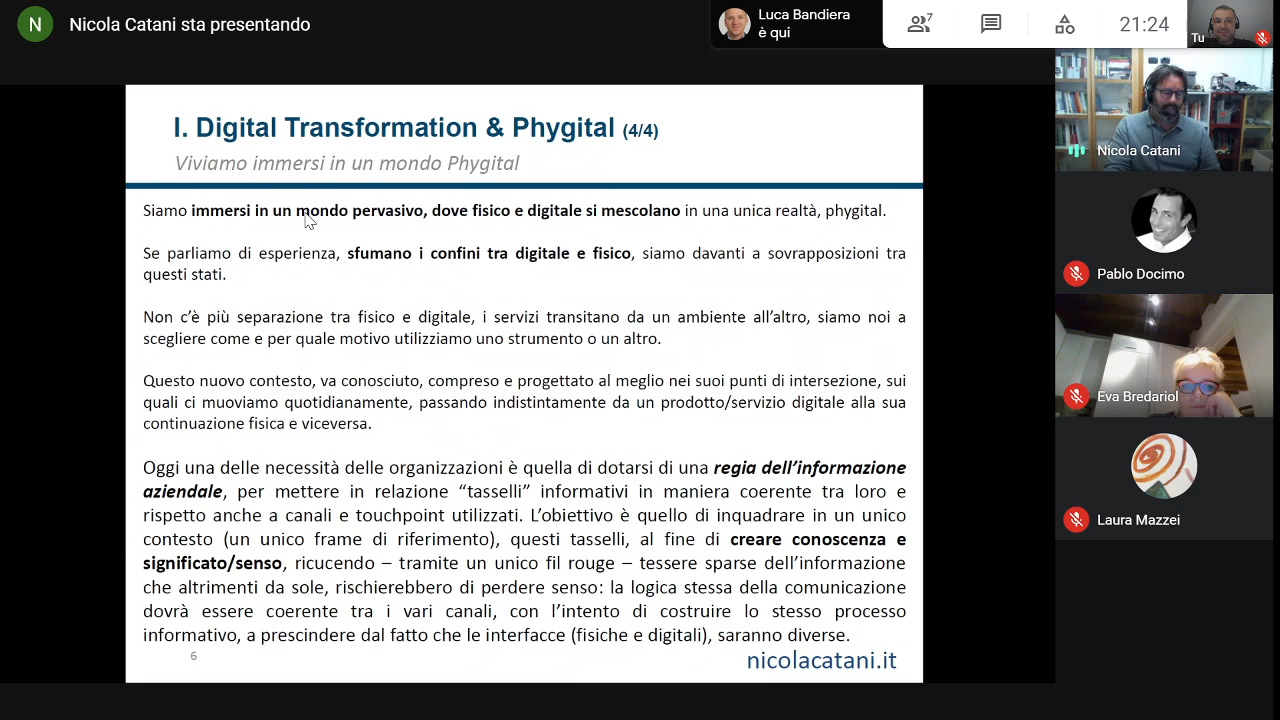 N
Nicola Catani sta presentando
Luca Bandiera
è qui
7
21:24
Tu
I. Digital Transformation & Phygital (4/4)
Viviamo immersi in un mondo Phygital
Siamo immersi in un mondo pervasivo, dove fisico e digitale si mescolano in una unica realtà, phygital.
Se parliamo di esperienza, sfumano i confini tra digitale e fisico, siamo davanti a sovrapposizioni tra
questi stati.
Non c'è più separazione tra fisico e digitale, i servizi transitano da un ambiente all'altro, siamo noi a
scegliere come e per quale motivo utilizziamo uno strumento o un altro.
Questo nuovo contesto, va conosciuto, compreso e progettato al meglio nei suoi punti di intersezione, sui
quali ci muoviamo quotidianamente, passando indistintamente da un prodotto/servizio digitale alla sua
continuazione fisica e viceversa.
Oggi una delle necessità delle organizzazioni è quella di dotarsi di una regia dell'informazione
aziendale, per mettere in relazione “tasselli” informativi in maniera coerente tra loro e
rispetto anche a canali e touchpoint utilizzati. L'obiettivo è quello di inquadrare in un unico
contesto (un unico frame di riferimento), questi tasselli, al fine di creare conoscenza e
significato/senso, ricucendo – tramite un unico fil rouge – tessere sparse dell'informazione
che altrimenti da sole, rischierebbero di perdere senso: la logica stessa della comunicazione
dovrà essere coerente tra i vari canali, con l'intento di costruire lo stesso processo
informativo, a prescindere dal fatto che le interfacce (fisiche e digitali), saranno diverse.
6
nicolacatani.it
Nicola Catani
Pablo Docimo
Eva Bredariol
Laura Mazzei